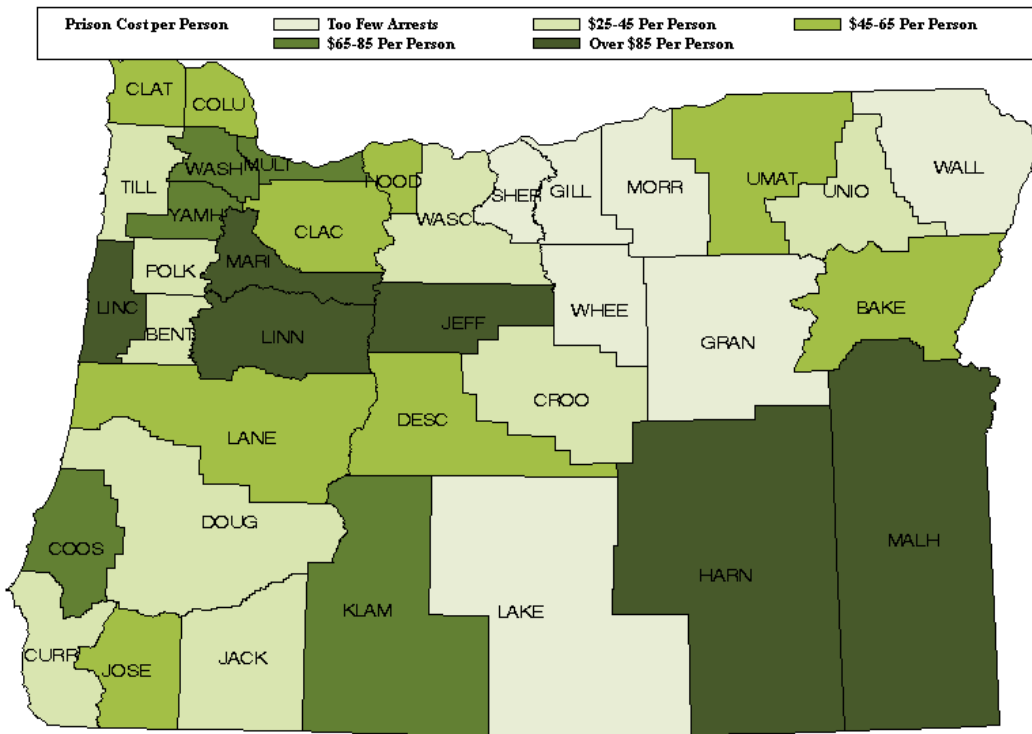 Prison Cost per Person Too Few Arrests $25-45 Per Person $45-65 Per Person
$65-85 Per Person Over $85 Per Person
CLAT
COLU
WASH
MULT
HOOD
TILL
YAMH
CLAC
WASC
SHER
GILL
MORR
UMAT
UNIO
WALL
LINC
POLK
MARI
BENT
LINN
JEFF
WHEE
GRAN
BAKE
LANE
DESC
CROO
COOS
DOUG
KLAM
LAKE
HARN
MALH
CURR
JOSE
JACK